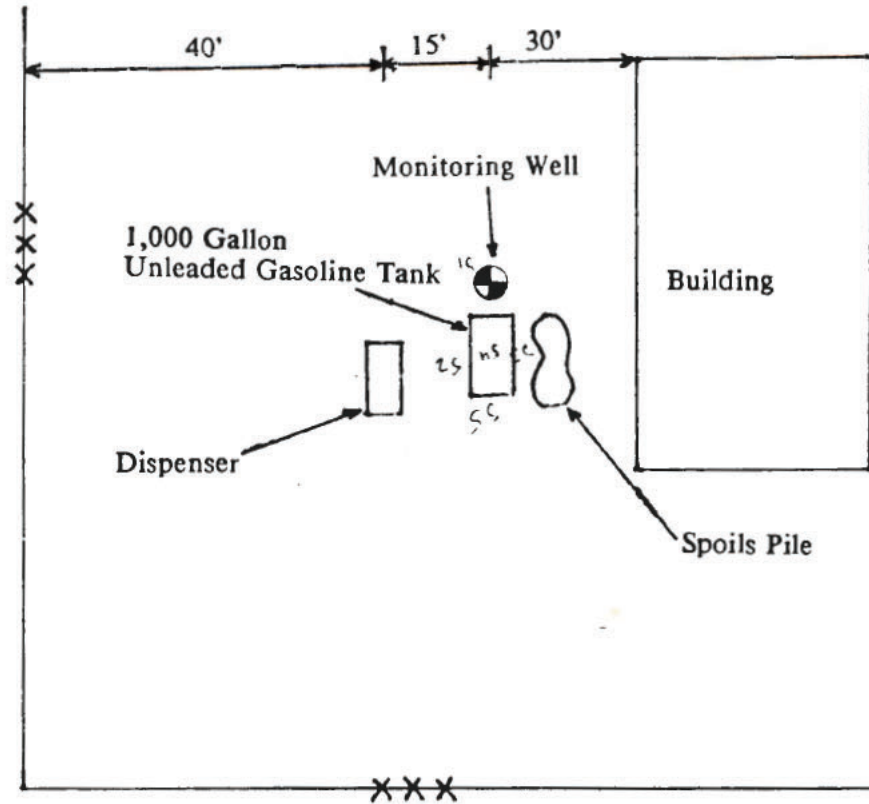 40'
15'
30'
Monitoring Well
1,000 Gallon
Unleaded Gasoline Tank
Building
Dispenser
Spoils Pile